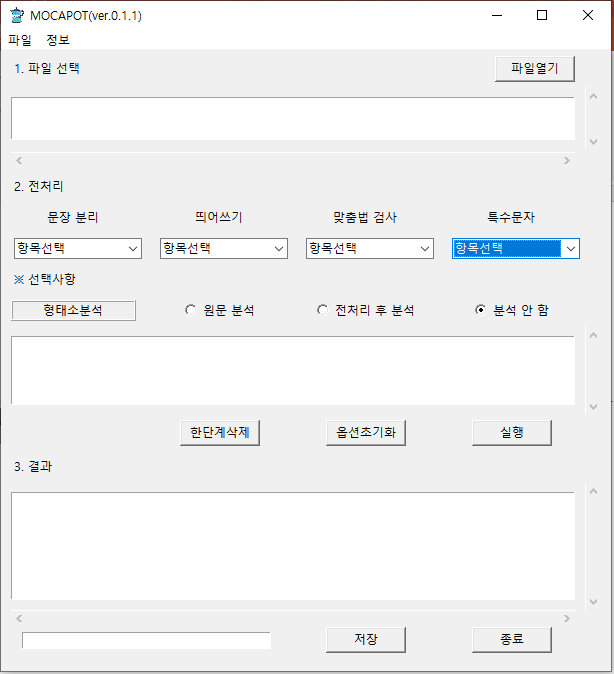 MOCAPOT(ver.0.1.1)
파일 정보
1. 파일 선택 파일열기
2. 전처리
문장 분리 띄어쓰기 맞춤법 검사 특수문자
항목선택 항목선택 항목선택 항목선택
※ 선택사항
형태소분석 원문 분석 전처리 후 분석 분석 안 함
한단계삭제 옵션초기화 실행
3. 결과
저장 종료